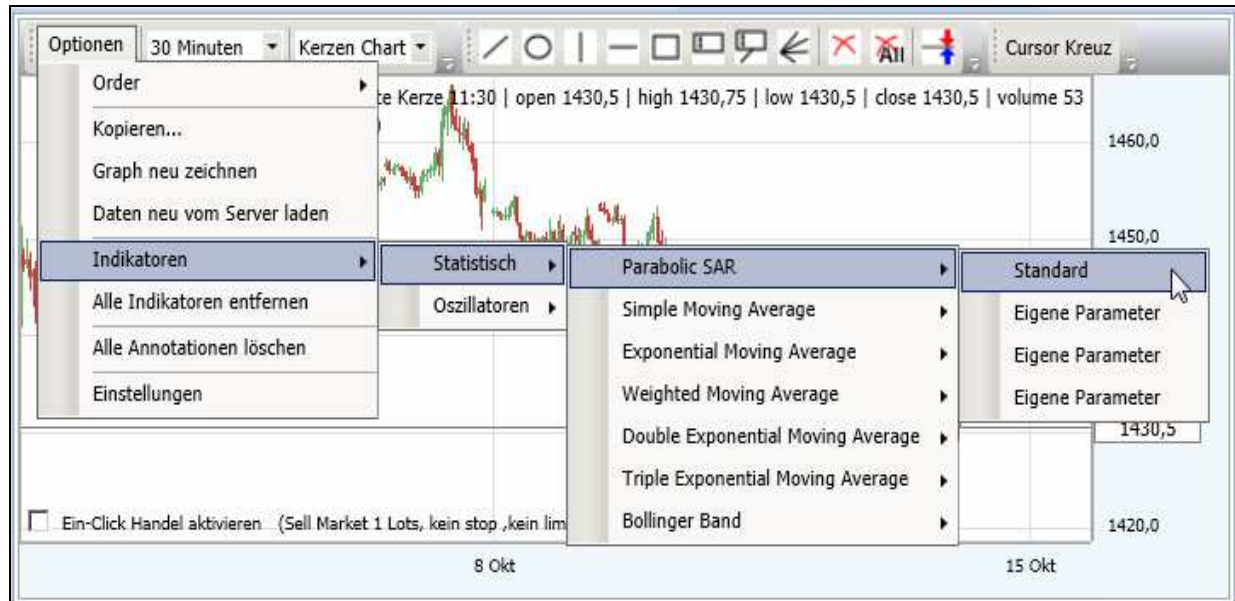 Optionen 30 Minuten Kerzen Chart All Cursor Kreuz
te Kerze 11:30 | open 1430,5 | high 1430,75 | low 1430,5 | close 1430,5 | volume 53
Order
Kopieren...
Graph neu zeichnen
Daten neu vom Server laden
Indikatoren
Alle Indikatoren entfernen
Alle Annotationen löschen
Einstellungen
Statistisch
Oszillatoren
Parabolic SAR
Simple Moving Average
Exponential Moving Average
Weighted Moving Average
Double Exponential Moving Average
Triple Exponential Moving Average
Bollinger Band
Standard
Eigene Parameter
Eigene Parameter
Eigene Parameter
1460,0
1450,0
1430,5
1420,0
Ein-Click Handel aktivieren (Sell Market 1 Lots, kein stop ,kein lim
8 Okt 15 Okt